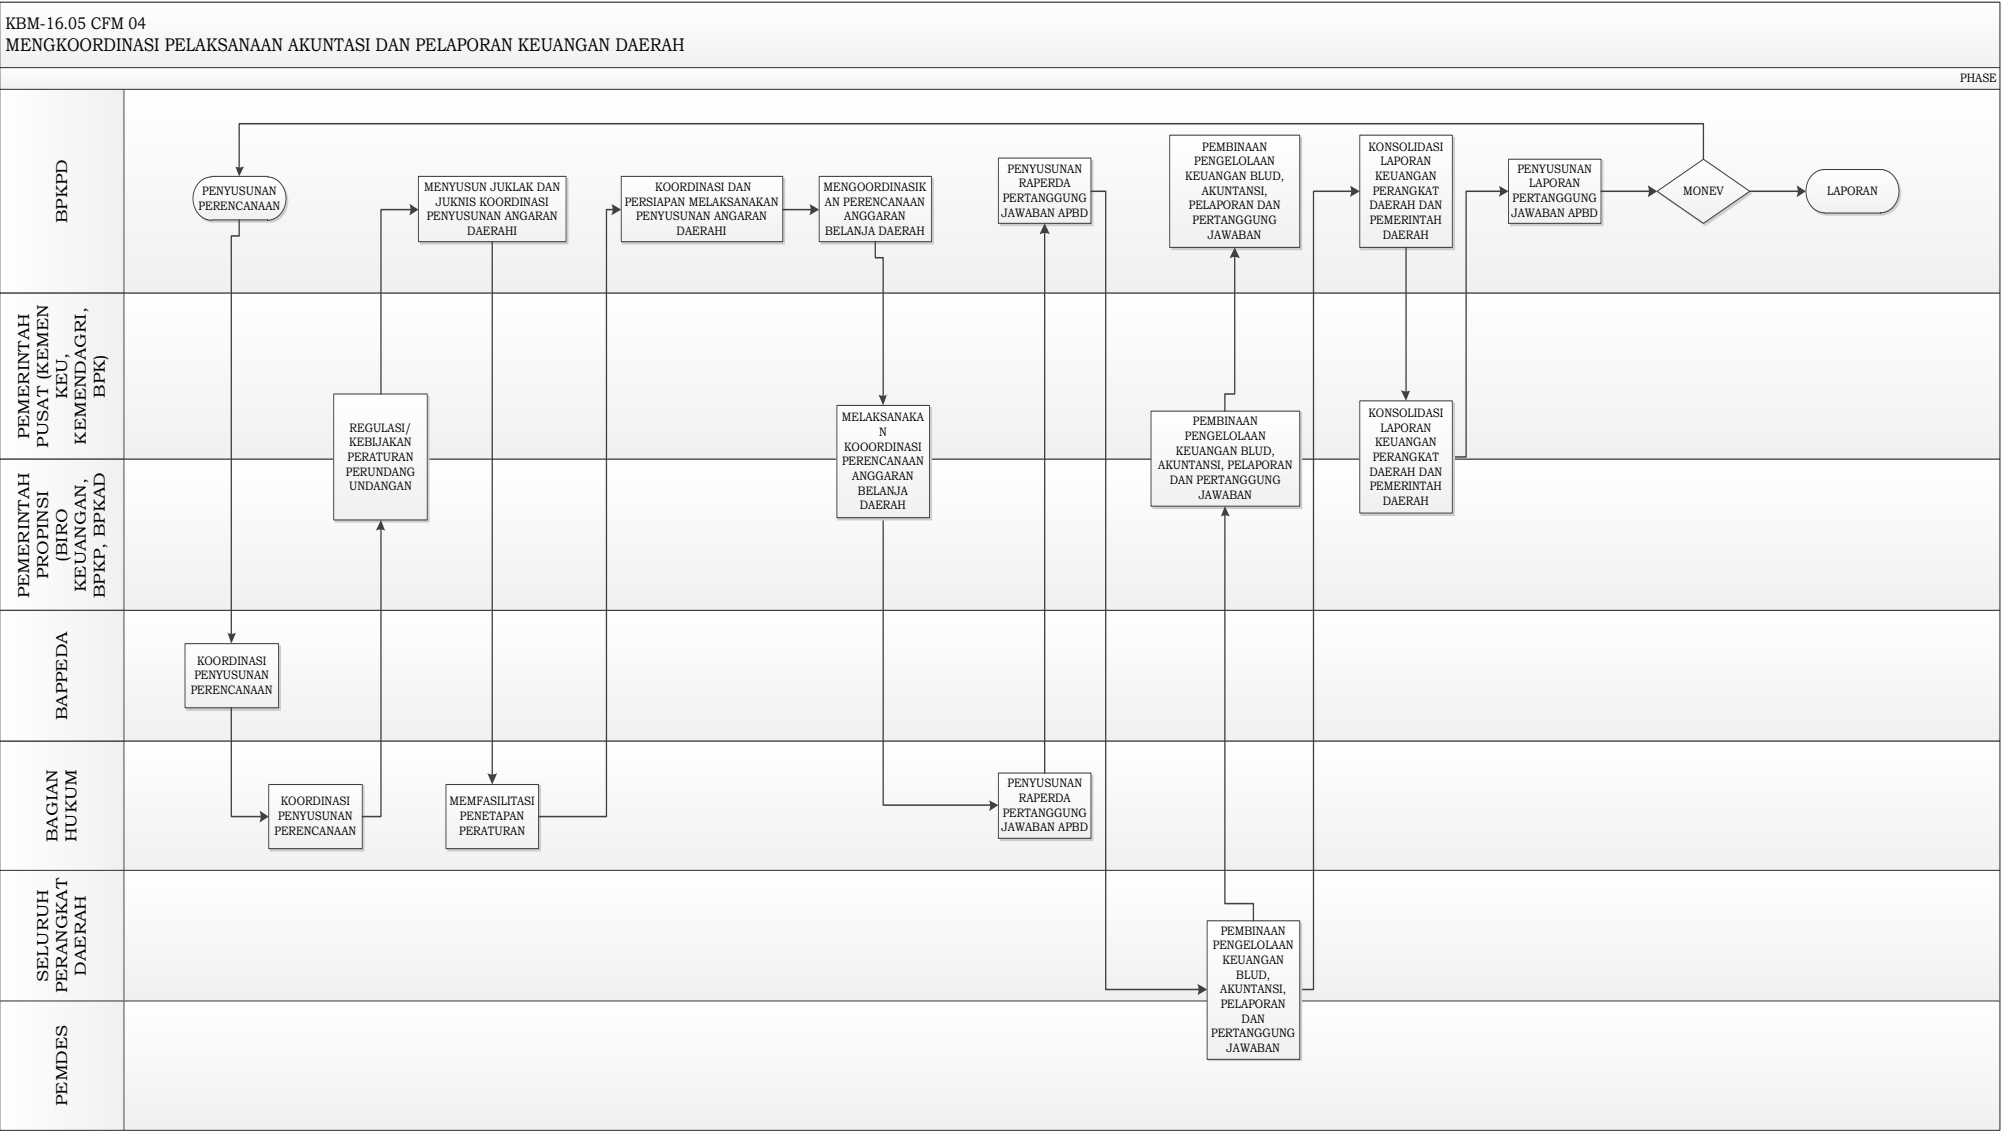 KBM-16.05 CFM 04
MENGKOORDINASI PELAKSANAAN AKUNTASI DAN PELAPORAN KEUANGAN DAERAH
PHASE
BPKPD
PENYUSUNAN
PERENCANAAN
MENYUSUN JUKLAK DAN
JUKNIS KOORDINASI
PENYUSUNAN ANGARAN
DAERAHI
KOORDINASI DAN
PERSIAPAN MELAKSANAKAN
PENYUSUNAN ANGARAN
DAERAHI
MENGOORDINASIK
AN PERENCANAAN
ANGGARAN
BELANJA DAERAH
PENYUSUNAN
RAPERDA
PERTANGGUNG
JAWABAN APBD
PEMBINAAN
PENGELOLAAN
KEUANGAN BLUD,
AKUNTANSI,
PELAPORAN DAN
PERTANGGUNG
JAWABAN
KONSOLIDASI
LAPORAN
KEUANGAN
PERANGKAT
DAERAH DAN
PEMERINTAH
DAERAH
PENYUSUNAN
LAPORAN
PERTANGGUNG
JAWABAN APBD
MONEV
LAPORAN
PEMERINTAH
PUSAT (KEMEN
KEU,
KEMENDAGRI,
BPK)
PEMERINTAH
PROPINSI
(BIRO
KEUANGAN,
BPKP, BPKAD
REGULASI/
KEBIJAKAN
PERATURAN
PERUNDANG
UNDANGAN
MELAKSANAKA
N
KOOORDINASI
PERENCANAAN
ANGGARAN
BELANJA
DAERAH
PEMBINAAN
PENGELOLAAN
KEUANGAN BLUD,
AKUNTANSI, PELAPORAN
DAN PERTANGGUNG
JAWABAN
KONSOLIDASI
LAPORAN
KEUANGAN
PERANGKAT
DAERAH DAN
PEMERINTAH
DAERAH
BAPPEDA
KOORDINASI
PENYUSUNAN
PERENCANAAN
BAGIAN
HUKUM
KOORDINASI
PENYUSUNAN
PERENCANAAN
MEMFASILITASI
PENETAPAN
PERATURAN
PENYUSUNAN
RAPERDA
PERTANGGUNG
JAWABAN APBD
SELURUH
PERANGKAT
DAERAH
PEMBINAAN
PENGELOLAAN
KEUANGAN
BLUD,
AKUNTANSI,
PELAPORAN
DAN
PERTANGGUNG
JAWABAN
PEMDES